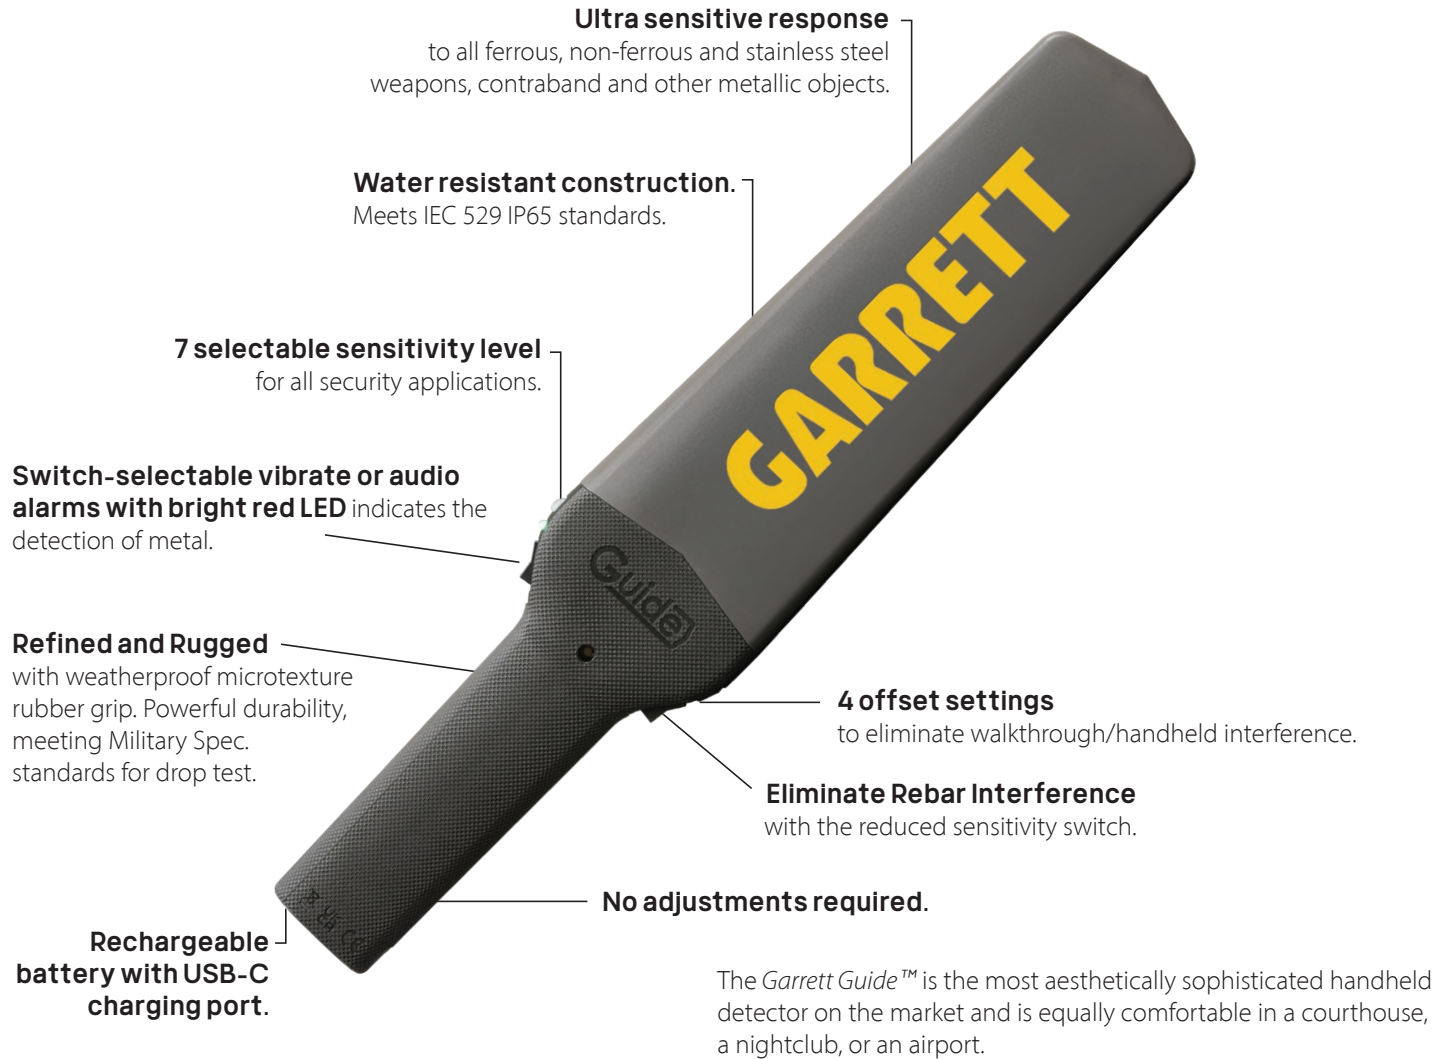 Ultra sensitive response
to all ferrous, non-ferrous and stainless steel
weapons, contraband and other metallic objects.
Water resistant construction.
Meets IEC 529 IP65 standards.
GARRETT
7 selectable sensitivity level
for all security applications.
Switch-selectable vibrate or audio
alarms with bright red LED indicates the
detection of metal.
Guide
Refined and Rugged
with weatherproof microtexture
rubber grip. Powerful durability,
meeting Military Spec.
standards for drop test.
4 offset settings
to eliminate walkthrough/handheld interference.
Eliminate Rebar Interference
with the reduced sensitivity switch.
No adjustments required.
UK
CA CE
Rechargeable
battery with USB-C
charging port.
The Garrett Guide™ is the most aesthetically sophisticated handheld
detector on the market and is equally comfortable in a courthouse,
a nightclub, or an airport.